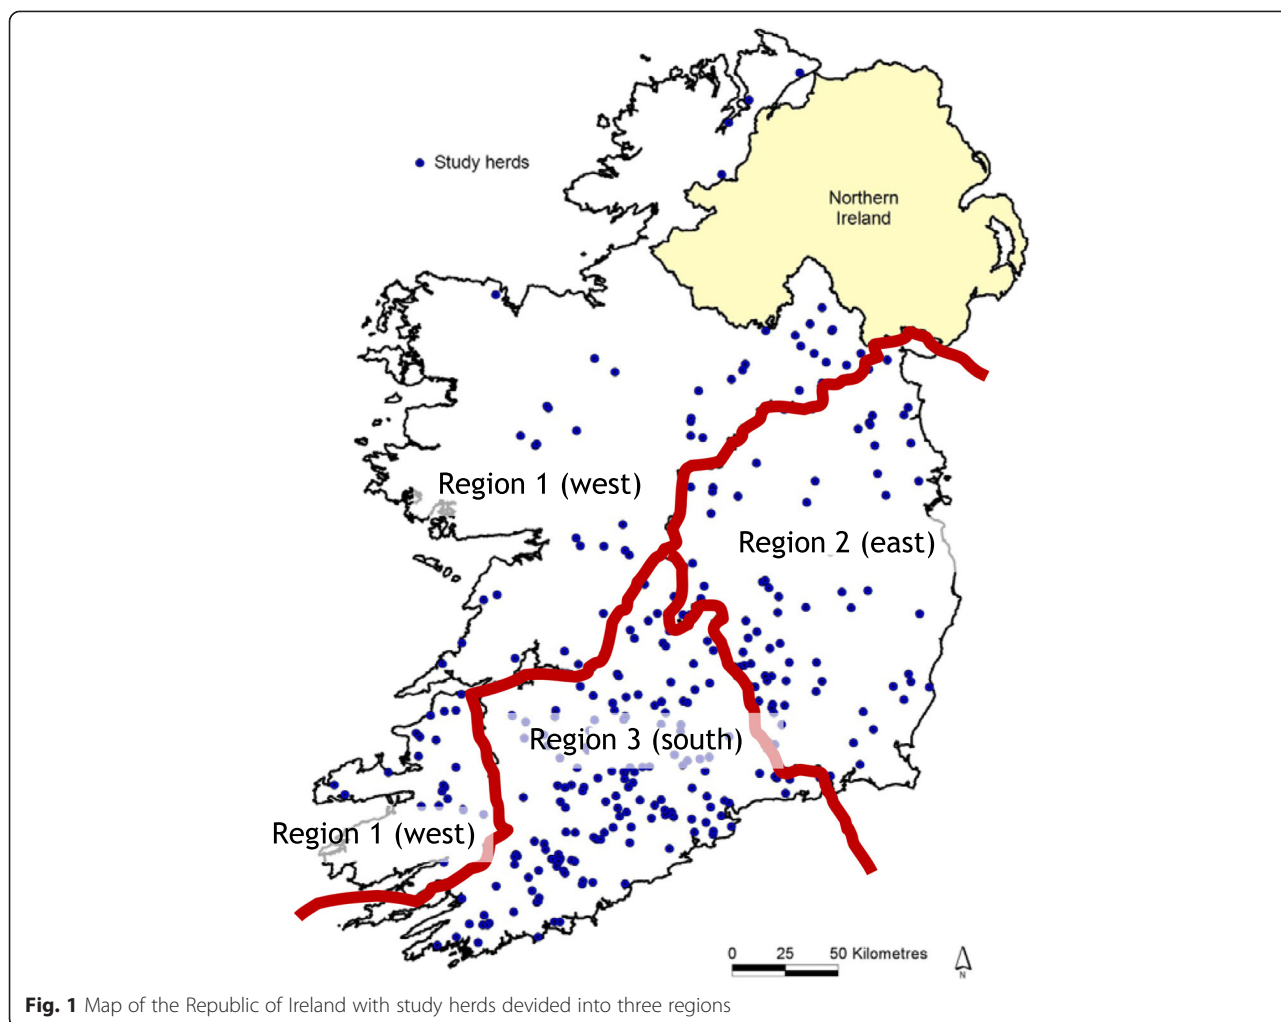 Study herds
Northern
Ireland
Region 1 (west)
Region 2 (east)
Region 3 (south)
Region 1 (west)
0 25 50 Kilometres
N
Fig. 1 Map of the Republic of Ireland with study herds devided into three regions